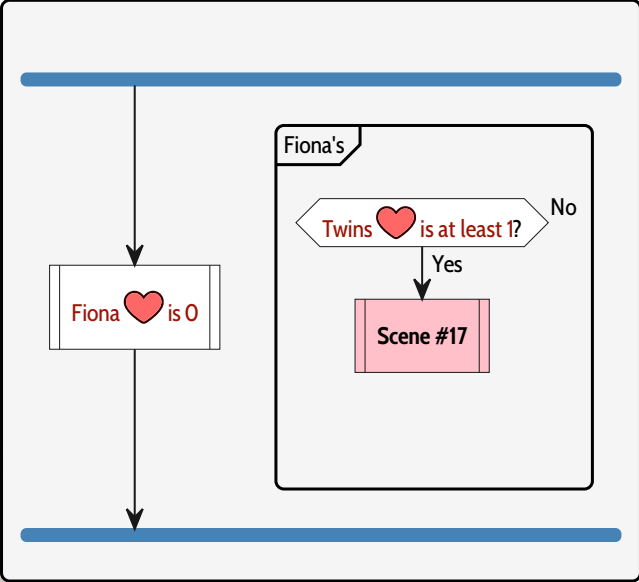 Fiona's
Twins ❤ is at least 1?
No
Yes
Fiona ❤ is 0
Scene #17